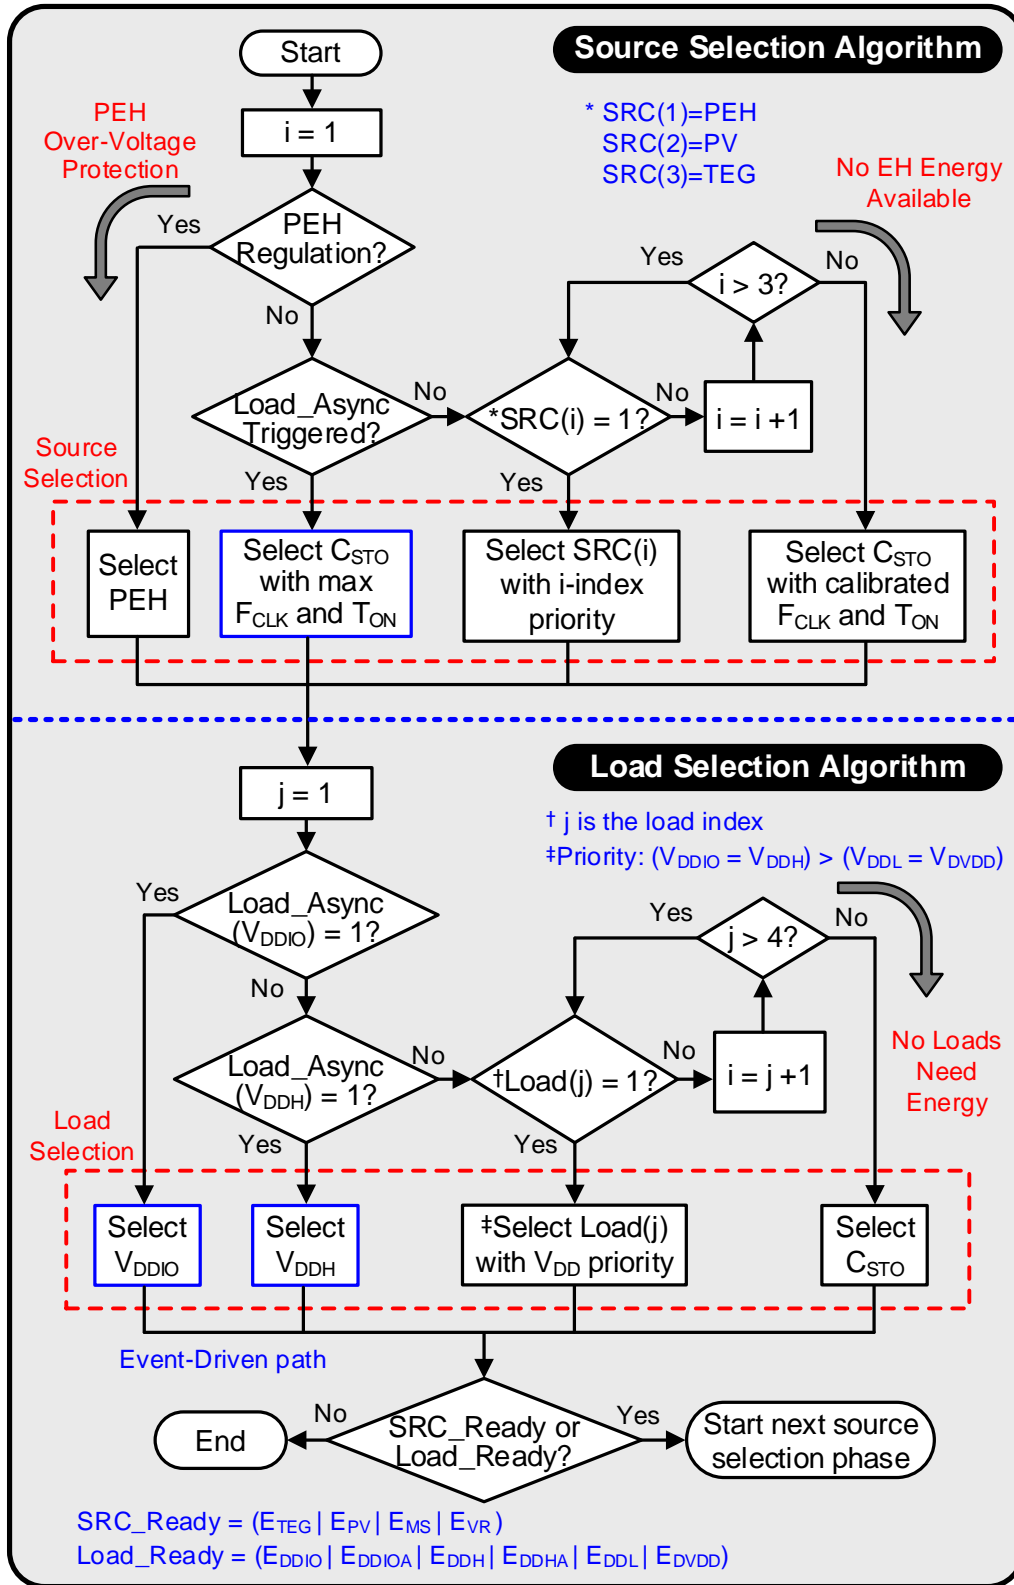 Start
Source Selection Algorithm
i = 1
PEH
Over-Voltage
Protection
* SRC(1)=PEH
SRC(2)=PV
SRC(3)=TEG
No EH Energy
Available
Yes
PEH
Regulation?
No
Yes
i > 3?
No
Load_Async
Triggered?
No
*SRC(i) = 1?
No
i = i +1
Source
Selection
Yes
Yes
Select
PEH
Select CSTO
with max
FCLK and TON
Select SRC(i)
with i-index
priority
Select CSTO
with calibrated
FCLK and TON
j = 1
Load Selection Algorithm
† j is the load index
‡Priority: (VDDIO = VDDH) > (VDDL = VDVDD)
Yes
Load_Async
(VDDIO) = 1?
No
Yes
j > 4?
No
Load_Async
(VDDH) = 1?
No
†Load(j) = 1?
No
i = j +1
No Loads
Need
Energy
Load
Selection
Yes
Yes
Select
VDDIO
Select
VDDH
‡Select Load(j)
with VDD priority
Select
CSTO
Event-Driven path
End
No
SRC_Ready or
Load_Ready?
Yes
Start next source
selection phase
SRC_Ready = (ETEG | EPV | EMS | EVR)
Load_Ready = (EDDIO | EDDIOA | EDDH | EDDHA | EDDL | EDVDD)